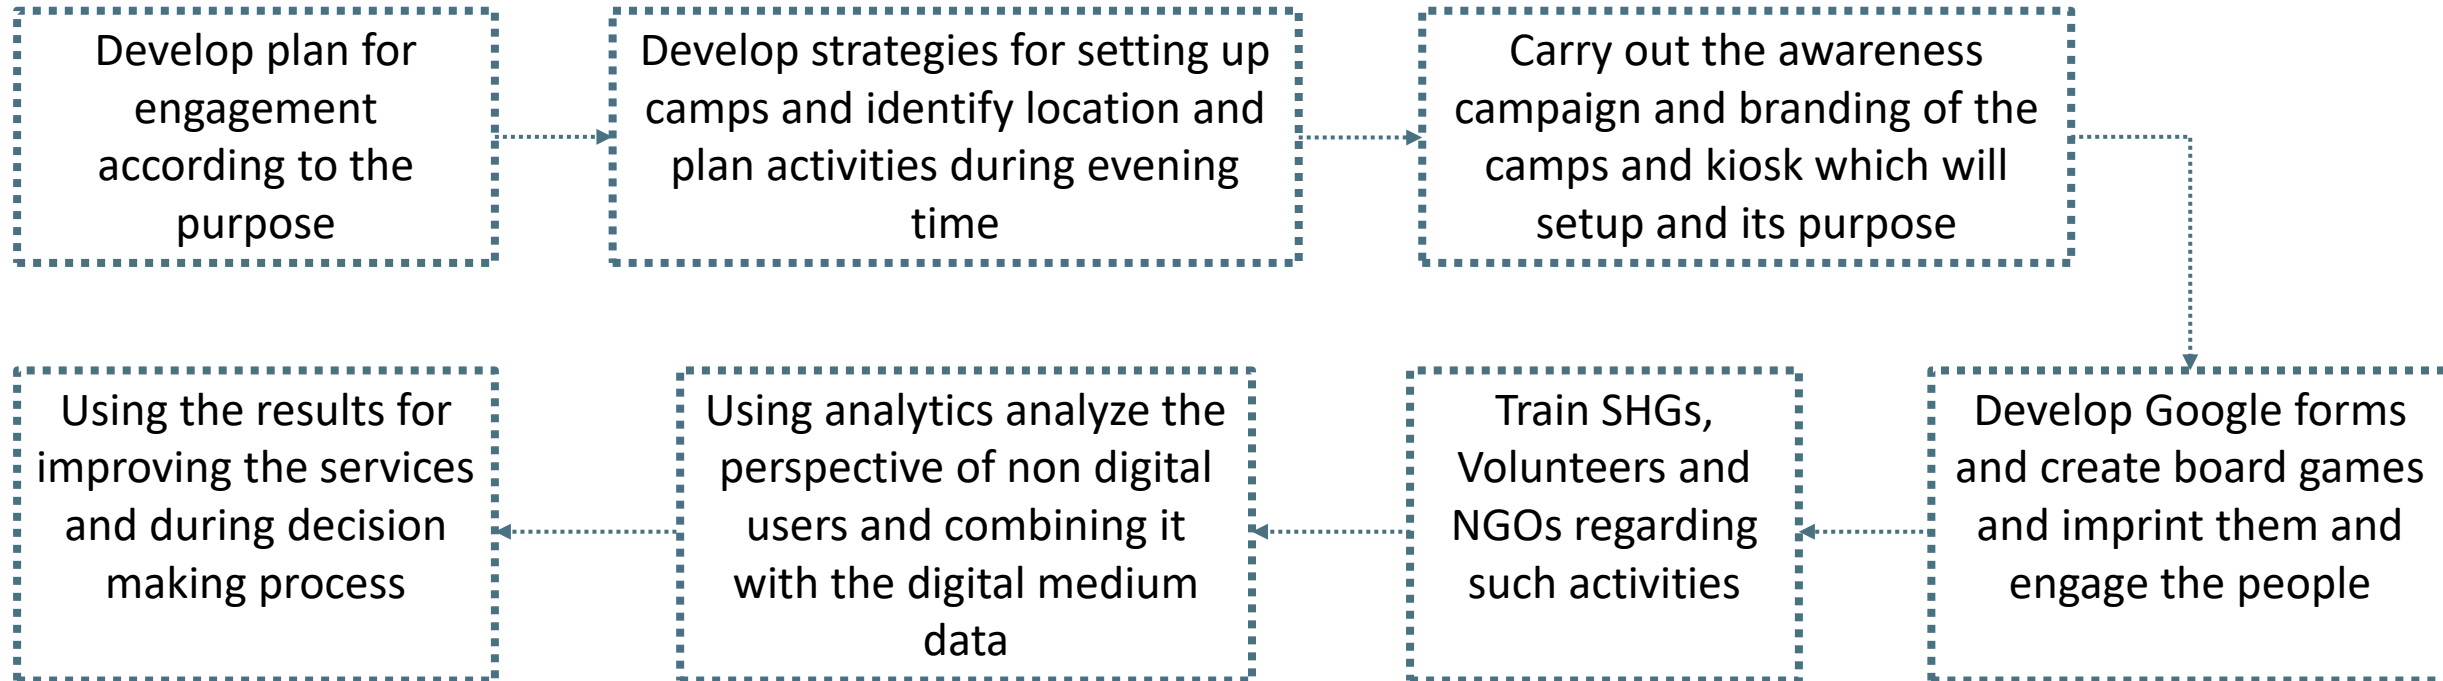 Develop plan for
engagement
according to the
purpose
Develop strategies for setting up
camps and identify location and
plan activities during evening
time
Carry out the awareness
campaign and branding of the
camps and kiosk which will
setup and its purpose
Develop Google forms
and create board games
and imprint them and
engage the people
Train SHGs,
Volunteers and
NGOs regarding
such activities
Using analytics analyze the
perspective of non digital
users and combining it
with the digital medium
data
Using the results for
improving the services
and during decision
making process